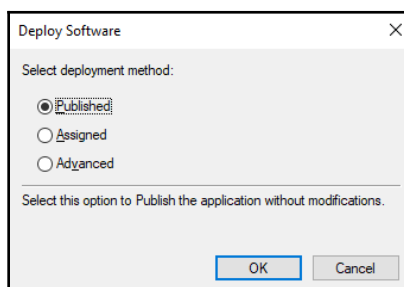 Deploy Software
Select deployment method:
Published
Assigned
Advanced
Select this option to Publish the application without modifications.
OK
Cancel